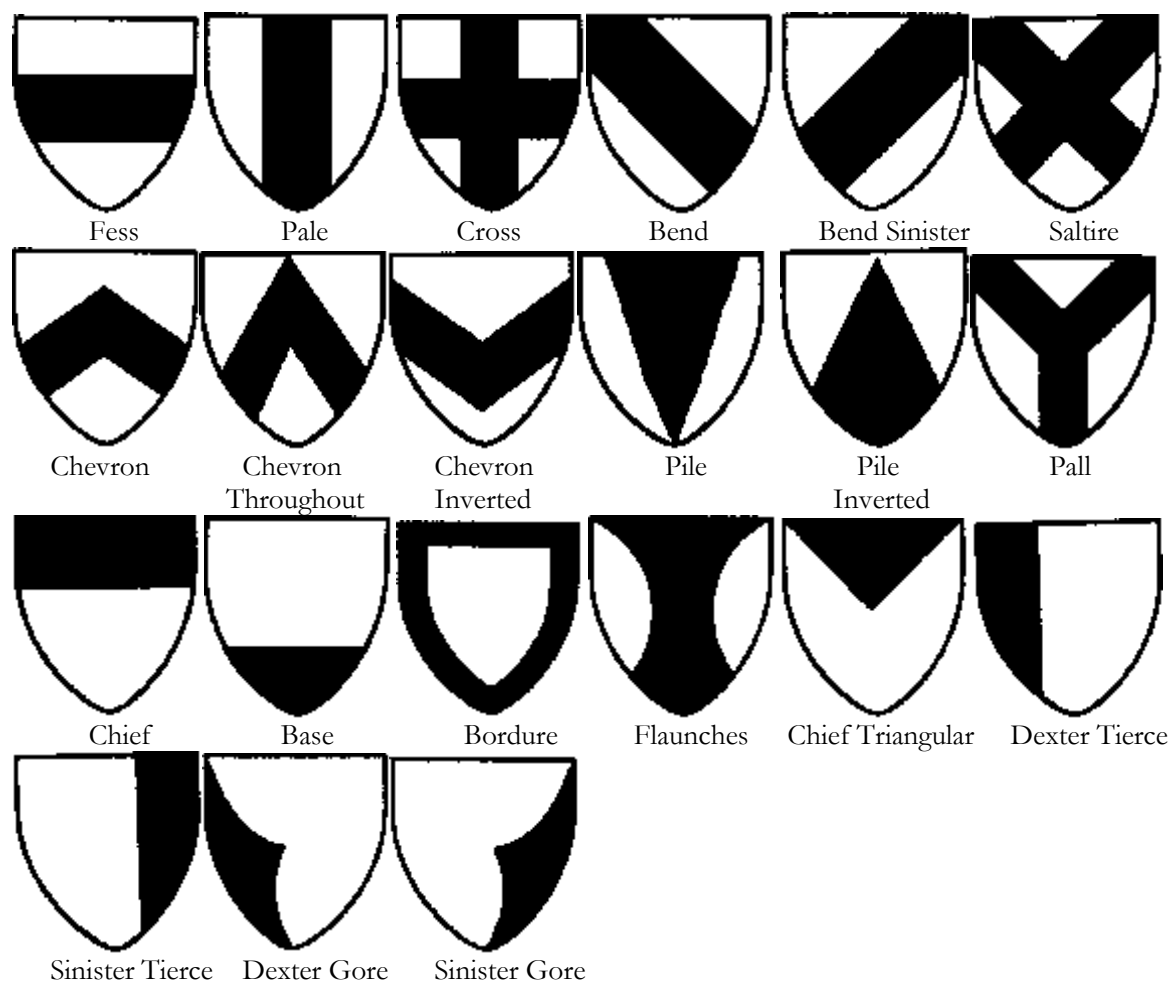 Fess Pale Cross Bend Bend Sinister Saltire
Chevron Chevron Chevron Pile Pile Pall
Throughout Inverted Inverted
Chief Base Bordure Flaunches Chief Triangular Dexter Tierce
Sinister Tierce Dexter Gore Sinister Gore